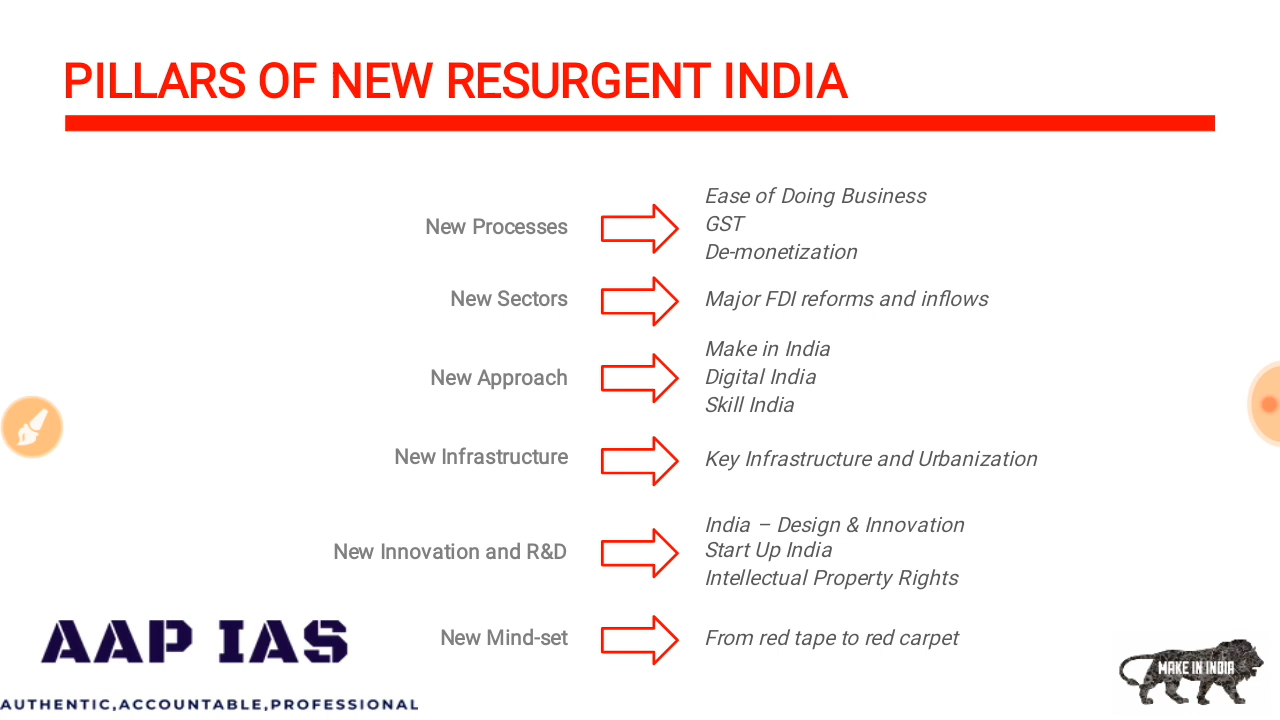 PILLARS OF NEW RESURGENT INDIA
New Processes
Ease of Doing Business
GST
De-monetization
New Sectors
Major FDI reforms and inflows
New Approach
Make in India
Digital India
Skill India
New Infrastructure
Key Infrastructure and Urbanization
New Innovation and R&D
India – Design & Innovation
Start Up India
Intellectual Property Rights
New Mind-set
From red tape to red carpet
AAP IAS
AUTHENTIC,ACCOUNTABLE,PROFESSIONAL
MAKE IN INDIA